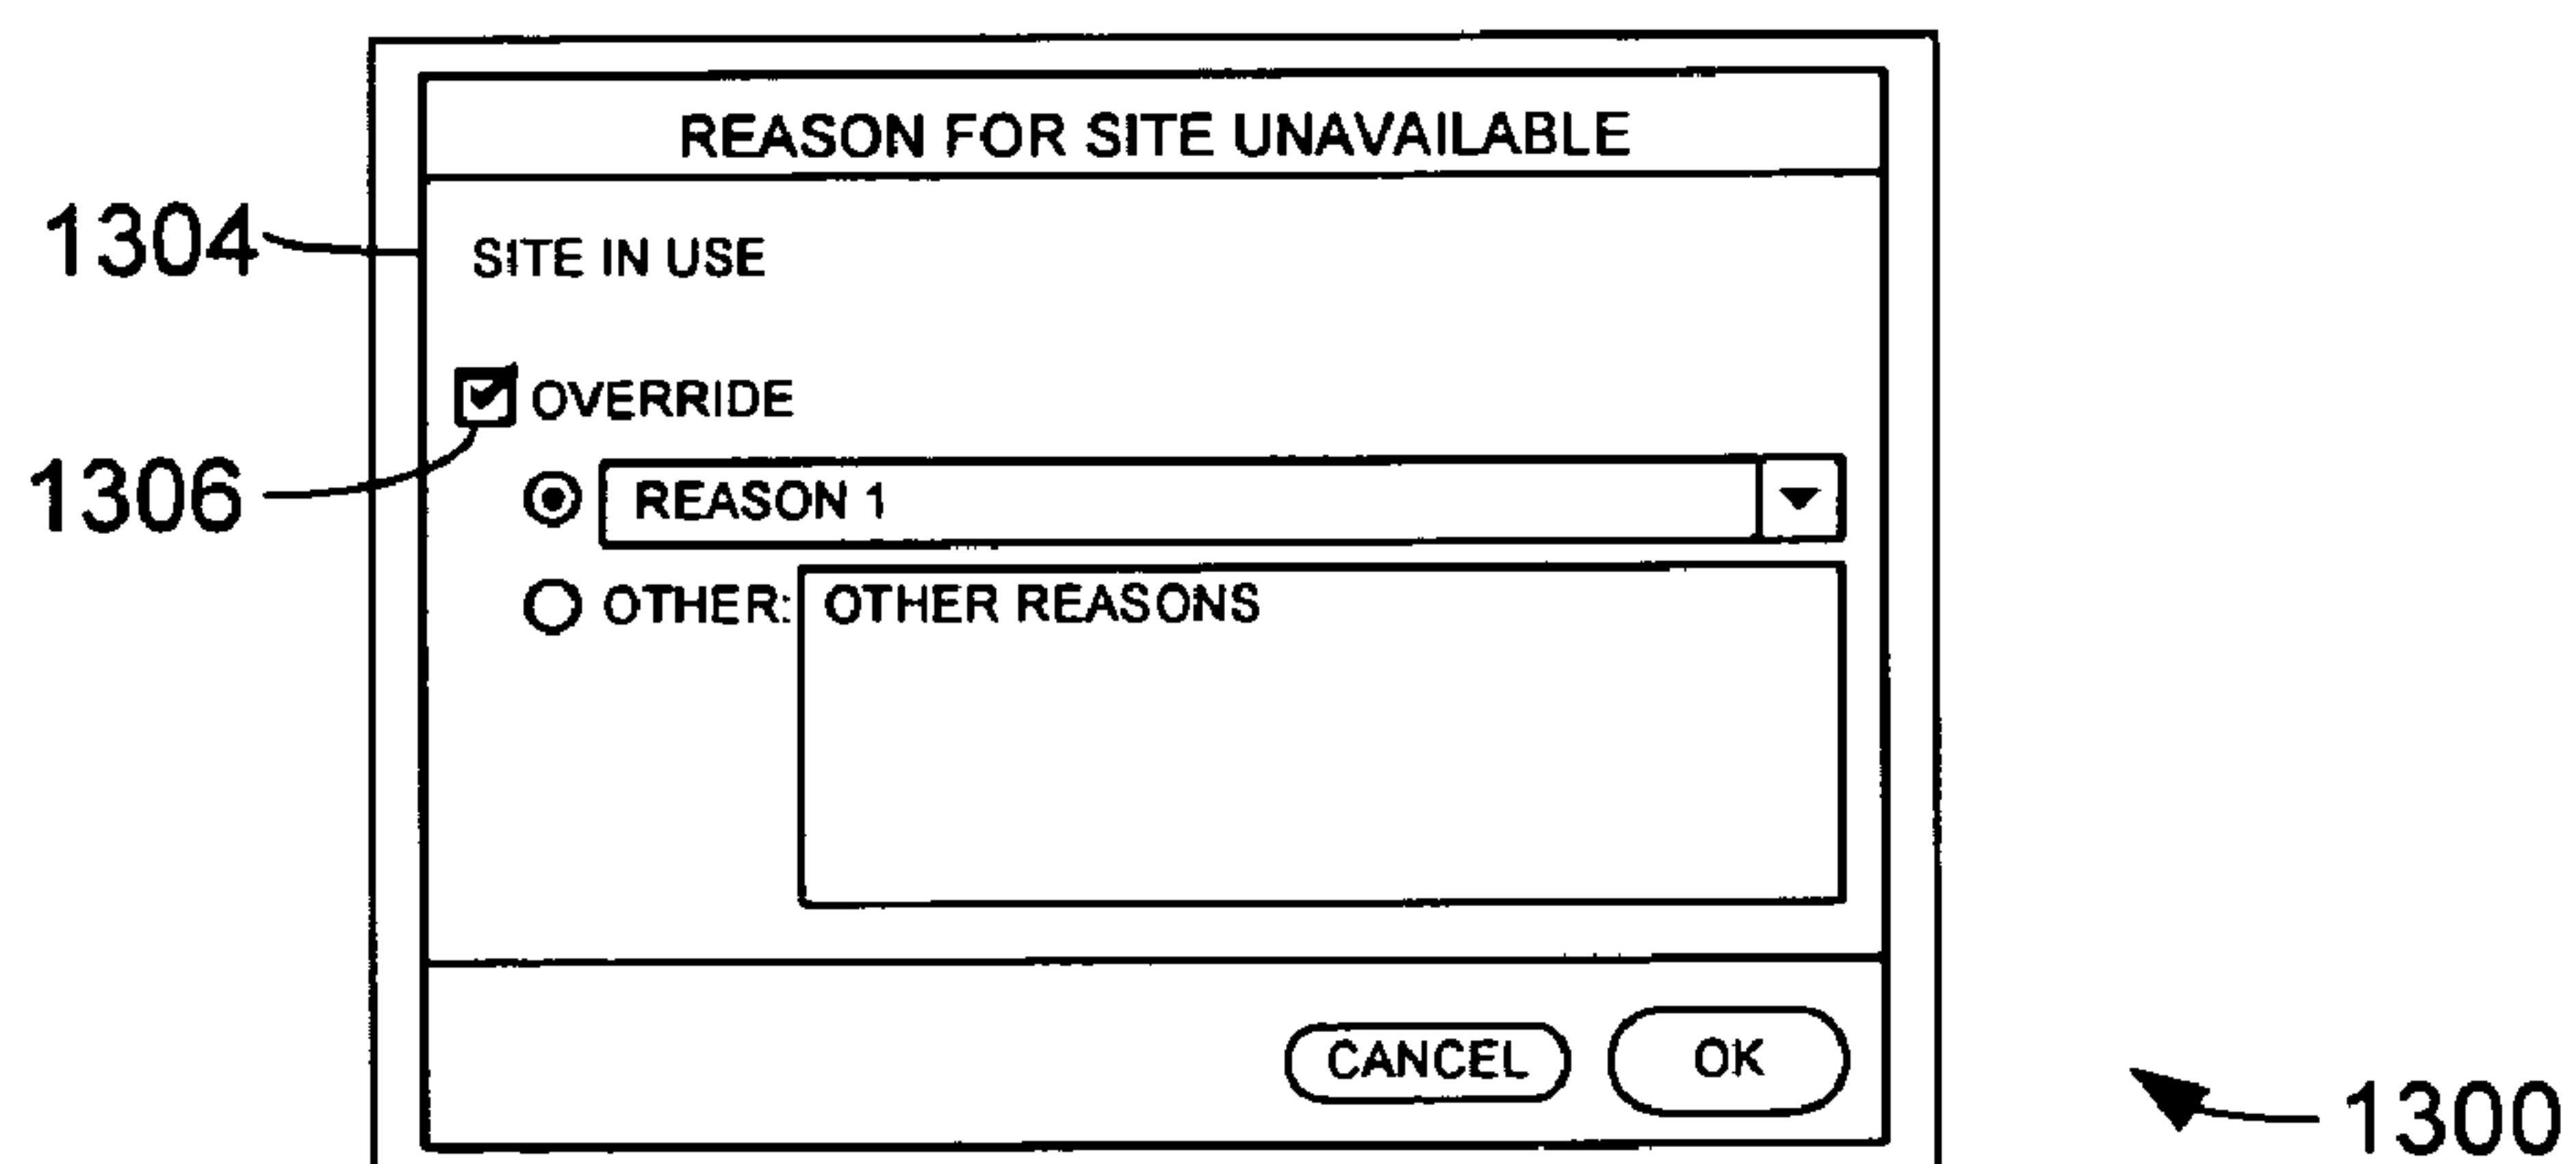 REASON FOR SITE UNAVAILABLE
1304
SITE IN USE
OVERRIDE
1306
REASON 1
OTHER: OTHER REASONS
CANCEL OK
1300